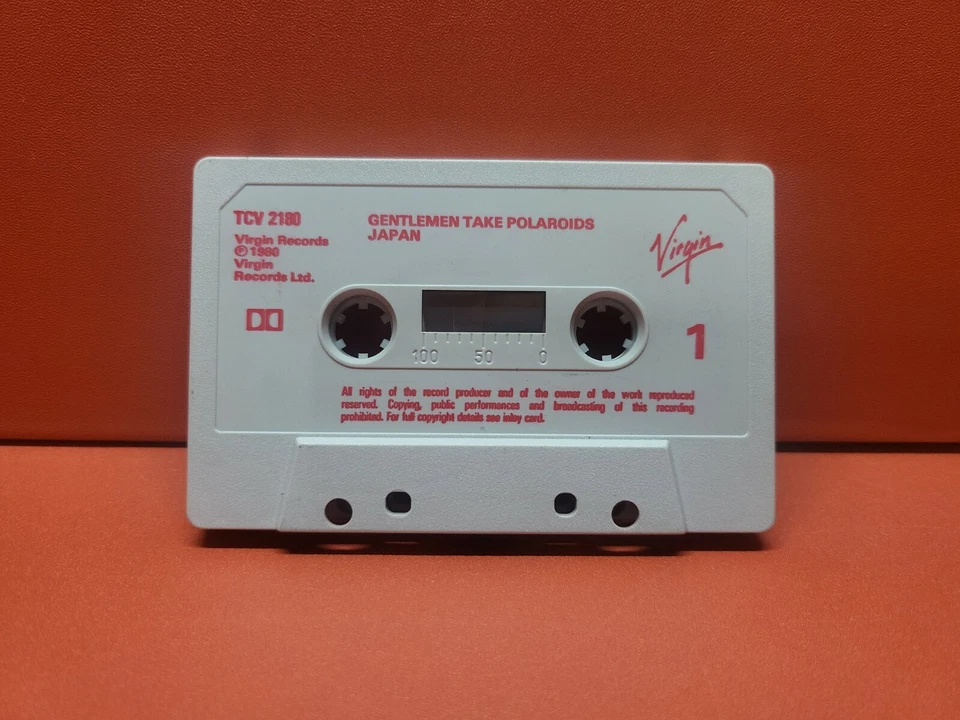 TCV 2180
Virgin Records
℗ 1980
Virgin
Records Ltd.
GENTLEMEN TAKE POLAROIDS
JAPAN
Virgin
1
100 50 0
All rights of the record producer and of the owner of the work reproduced
reserved. Copying, public performances and broadcasting of this recording
prohibited. For full copyright details see inlay card.